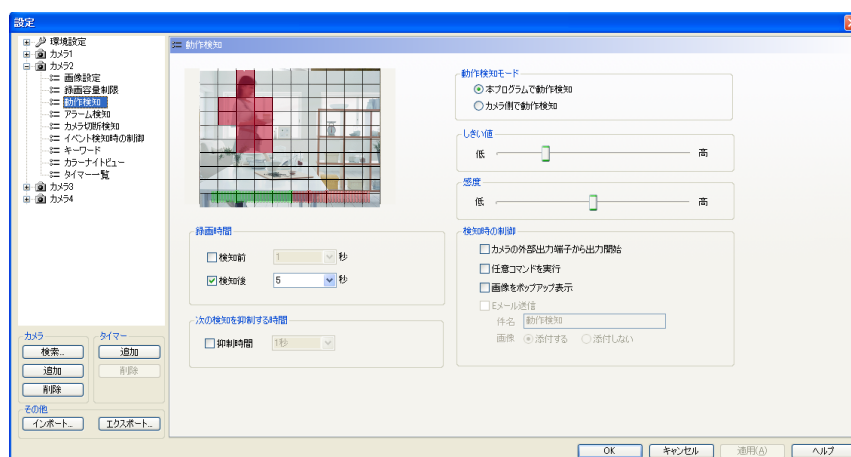 設定
環境設定
カメラ1
カメラ2
画像設定
録画容量制限
動作検知
アラーム検知
カメラ切断検知
イベント検知時の制御
キーワード
カラーナイトビュー
タイマー一覧
カメラ3
カメラ4
カメラ
検索...
追加
削除
タイマー
追加
削除
その他
インポート...
エクスポート...
動作検知
動作検知モード
本プログラムで動作検知
カメラ側で動作検知
しきい値
低 高
感度
低 高
録画時間
検知前 1 秒
検知後 5 秒
次の検知を抑制する時間
抑制時間 1秒
検知時の制御
カメラの外部出力端子から出力開始
任意コマンドを実行
画像をポップアップ表示
Eメール送信
件名 動作検知
画像 添付する 添付しない
OK キャンセル 適用(A) ヘルプ